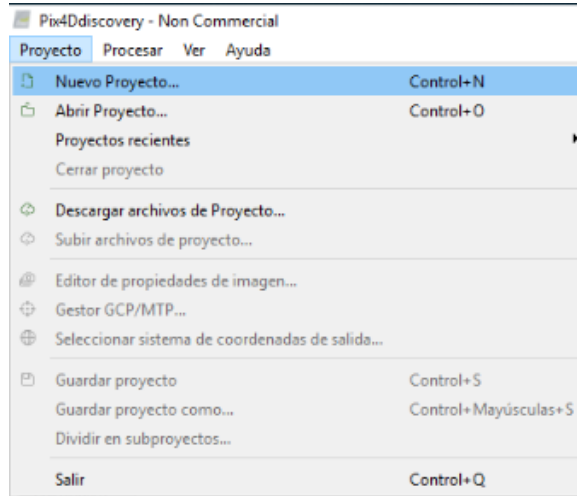 Pix4Ddiscovery - Non Commercial
Proyecto Procesar Ver Ayuda
Nuevo Proyecto... Control+N
Abrir Proyecto... Control+O
Proyectos recientes
Cerrar proyecto
Descargar archivos de Proyecto...
Subir archivos de proyecto...
Editor de propiedades de imagen...
Gestor GCP/MTP...
Seleccionar sistema de coordenadas de salida...
Guardar proyecto Control+S
Guardar proyecto como... Control+Mayúsculas+S
Dividir en subproyectos...
Salir Control+Q